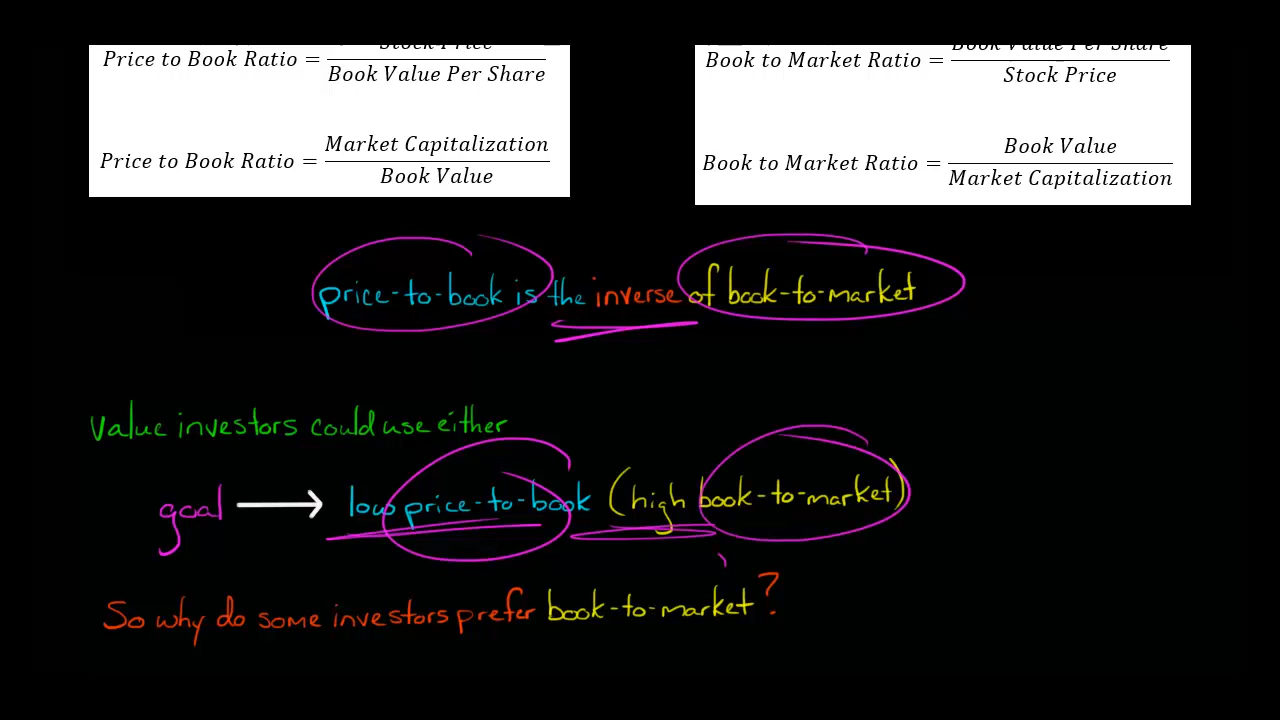 Price to Book Ratio = Stock Price / Book Value Per Share
Book to Market Ratio = Book Value Per Share / Stock Price
Price to Book Ratio = Market Capitalization / Book Value
Book to Market Ratio = Book Value / Market Capitalization
price-to-book is the inverse of book-to-market
Value investors could use either
goal → low price-to-book (high book-to-market)
So why do some investors prefer book-to-market?